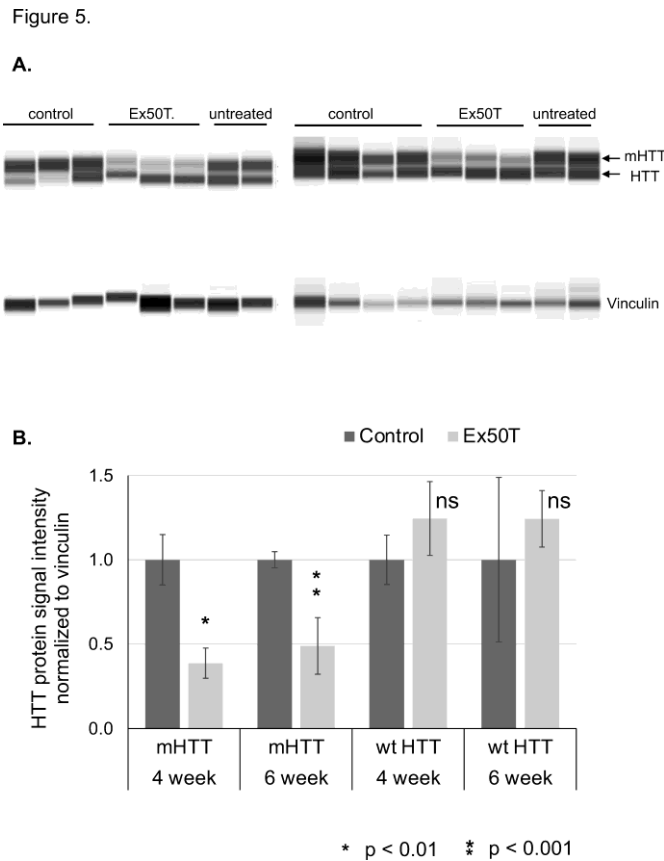 Figure 5.
A.
control Ex50T. untreated control Ex50T untreated
mHTT
HTT
Vinculin
B.
Control Ex50T
HTT protein signal intensity
normalized to vinculin
1.5
1.0
0.5
0.0
* ** ns ns
mHTT mHTT wt HTT wt HTT
4 week 6 week 4 week 6 week
* p < 0.01 ** p < 0.001